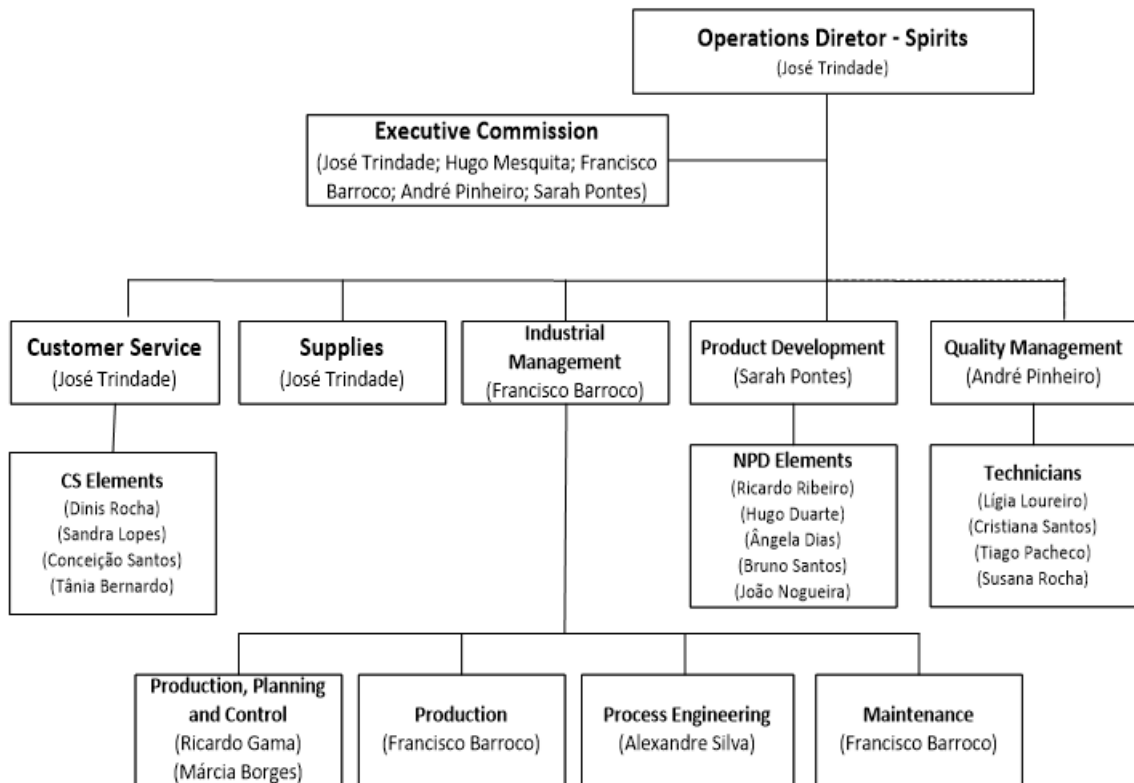 Operations Diretor - Spirits
(José Trindade)
Executive Commission
(José Trindade; Hugo Mesquita; Francisco
Barroco; André Pinheiro; Sarah Pontes)
Customer Service
(José Trindade)
Supplies
(José Trindade)
Industrial
Management
(Francisco Barroco)
Product Development
(Sarah Pontes)
Quality Management
(André Pinheiro)
CS Elements
(Dinis Rocha)
(Sandra Lopes)
(Conceição Santos)
(Tânia Bernardo)
NPD Elements
(Ricardo Ribeiro)
(Hugo Duarte)
(Ângela Dias)
(Bruno Santos)
(João Nogueira)
Technicians
(Lígia Loureiro)
(Cristiana Santos)
(Tiago Pacheco)
(Susana Rocha)
Production, Planning
and Control
(Ricardo Gama)
(Márcia Borges)
Production
(Francisco Barroco)
Process Engineering
(Alexandre Silva)
Maintenance
(Francisco Barroco)